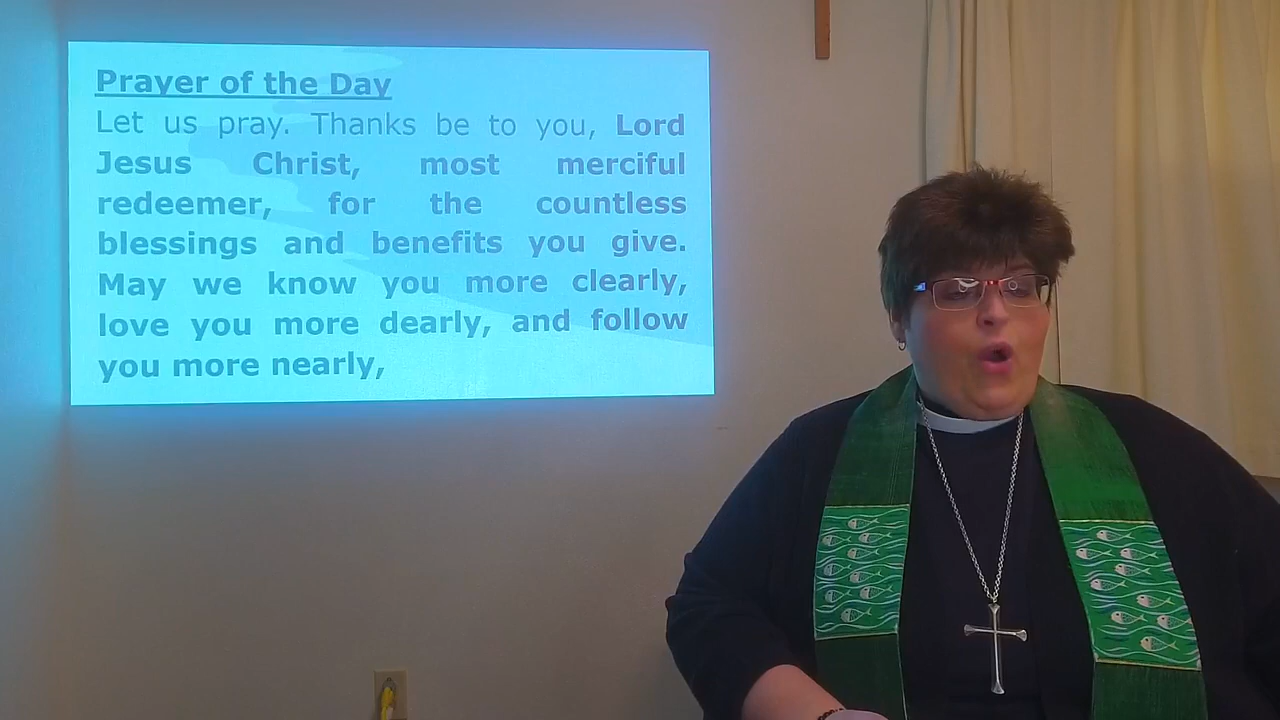 Prayer of the Day
Let us pray. Thanks be to you, Lord
Jesus Christ, most merciful
redeemer, for the countless
blessings and benefits you give.
May we know you more clearly,
love you more dearly, and follow
you more nearly,